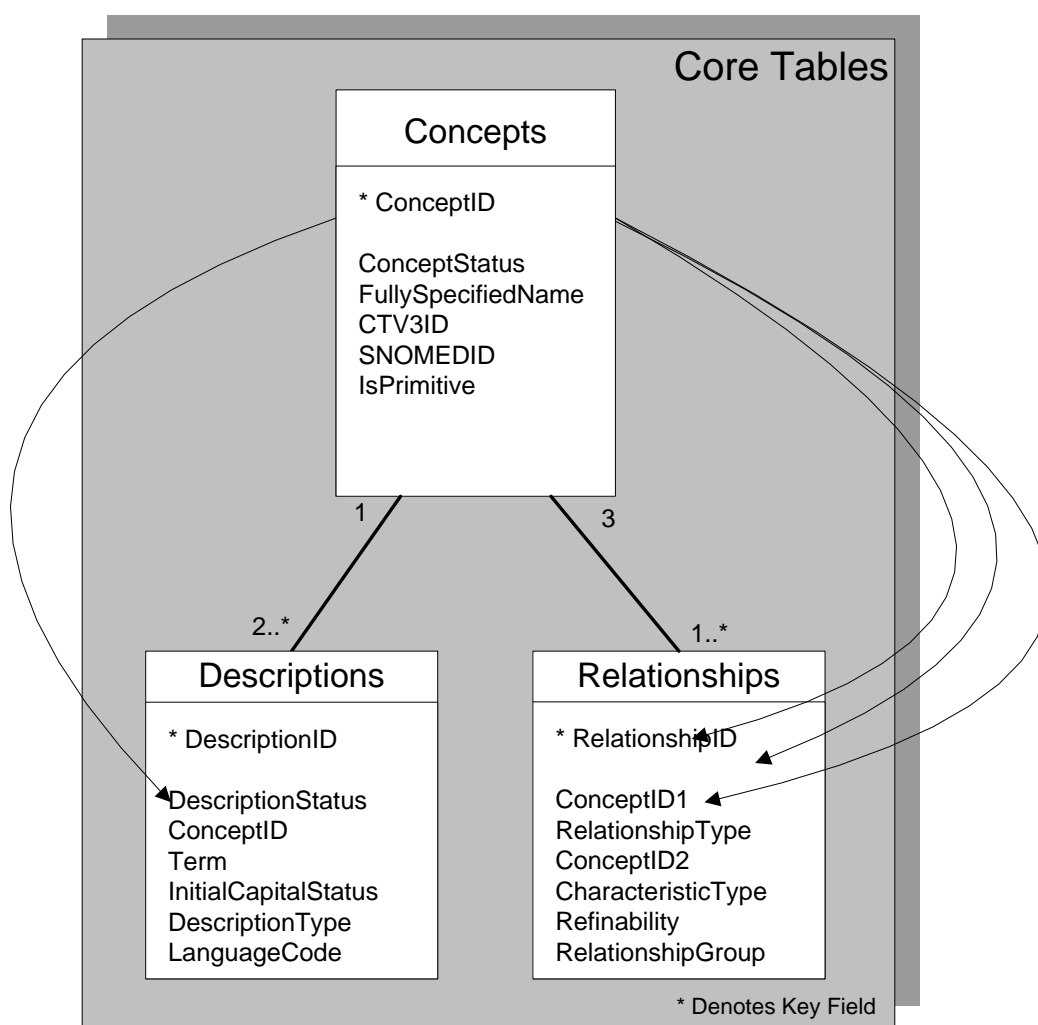 Core Tables
Concepts
* ConceptID
ConceptStatus
FullySpecifiedName
CTV3ID
SNOMEDID
IsPrimitive
1
3
2..*
1..*
Descriptions
* DescriptionID
DescriptionStatus
ConceptID
Term
InitialCapitalStatus
DescriptionType
LanguageCode
Relationships
* RelationshipID
ConceptID1
RelationshipType
ConceptID2
CharacteristicType
Refinability
RelationshipGroup
* Denotes Key Field